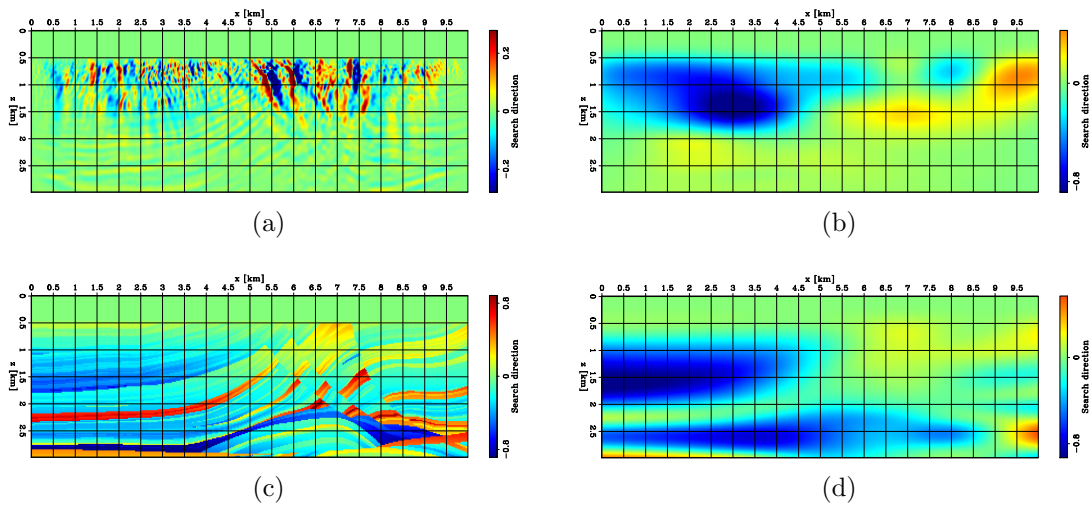 x [km]
0 0.5 1 1.5 2 2.5 3 3.5 4 4.5 5 5.5 6 6.5 7 7.5 8 8.5 9 9.5
0 0.5 1 1.5 2 2.5
z [km]
0.2 0 −0.2
Search direction
(a)
x [km]
0 0.5 1 1.5 2 2.5 3 3.5 4 4.5 5 5.5 6 6.5 7 7.5 8 8.5 9 9.5
0 0.5 1 1.5 2 2.5
z [km]
0 −0.8
Search direction
(b)
x [km]
0 0.5 1 1.5 2 2.5 3 3.5 4 4.5 5 5.5 6 6.5 7 7.5 8 8.5 9 9.5
0 0.5 1 1.5 2 2.5
z [km]
0.8 0 −0.8
Search direction
(c)
x [km]
0 0.5 1 1.5 2 2.5 3 3.5 4 4.5 5 5.5 6 6.5 7 7.5 8 8.5 9 9.5
0 0.5 1 1.5 2 2.5
z [km]
0 −0.8
Search direction
(d)